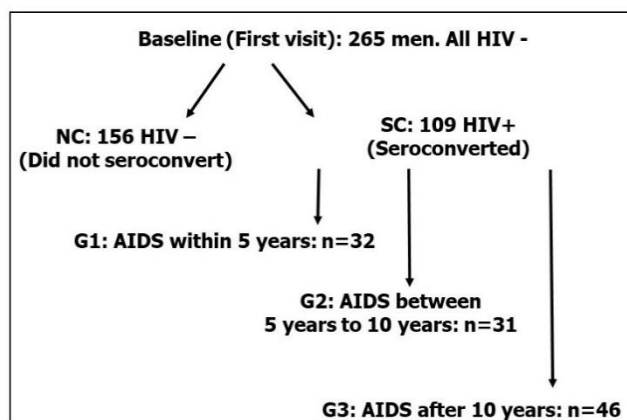 Baseline (First visit): 265 men. All HIV -
NC: 156 HIV –
(Did not seroconvert)
SC: 109 HIV+
(Seroconverted)
G1: AIDS within 5 years: n=32
G2: AIDS between
5 years to 10 years: n=31
G3: AIDS after 10 years: n=46